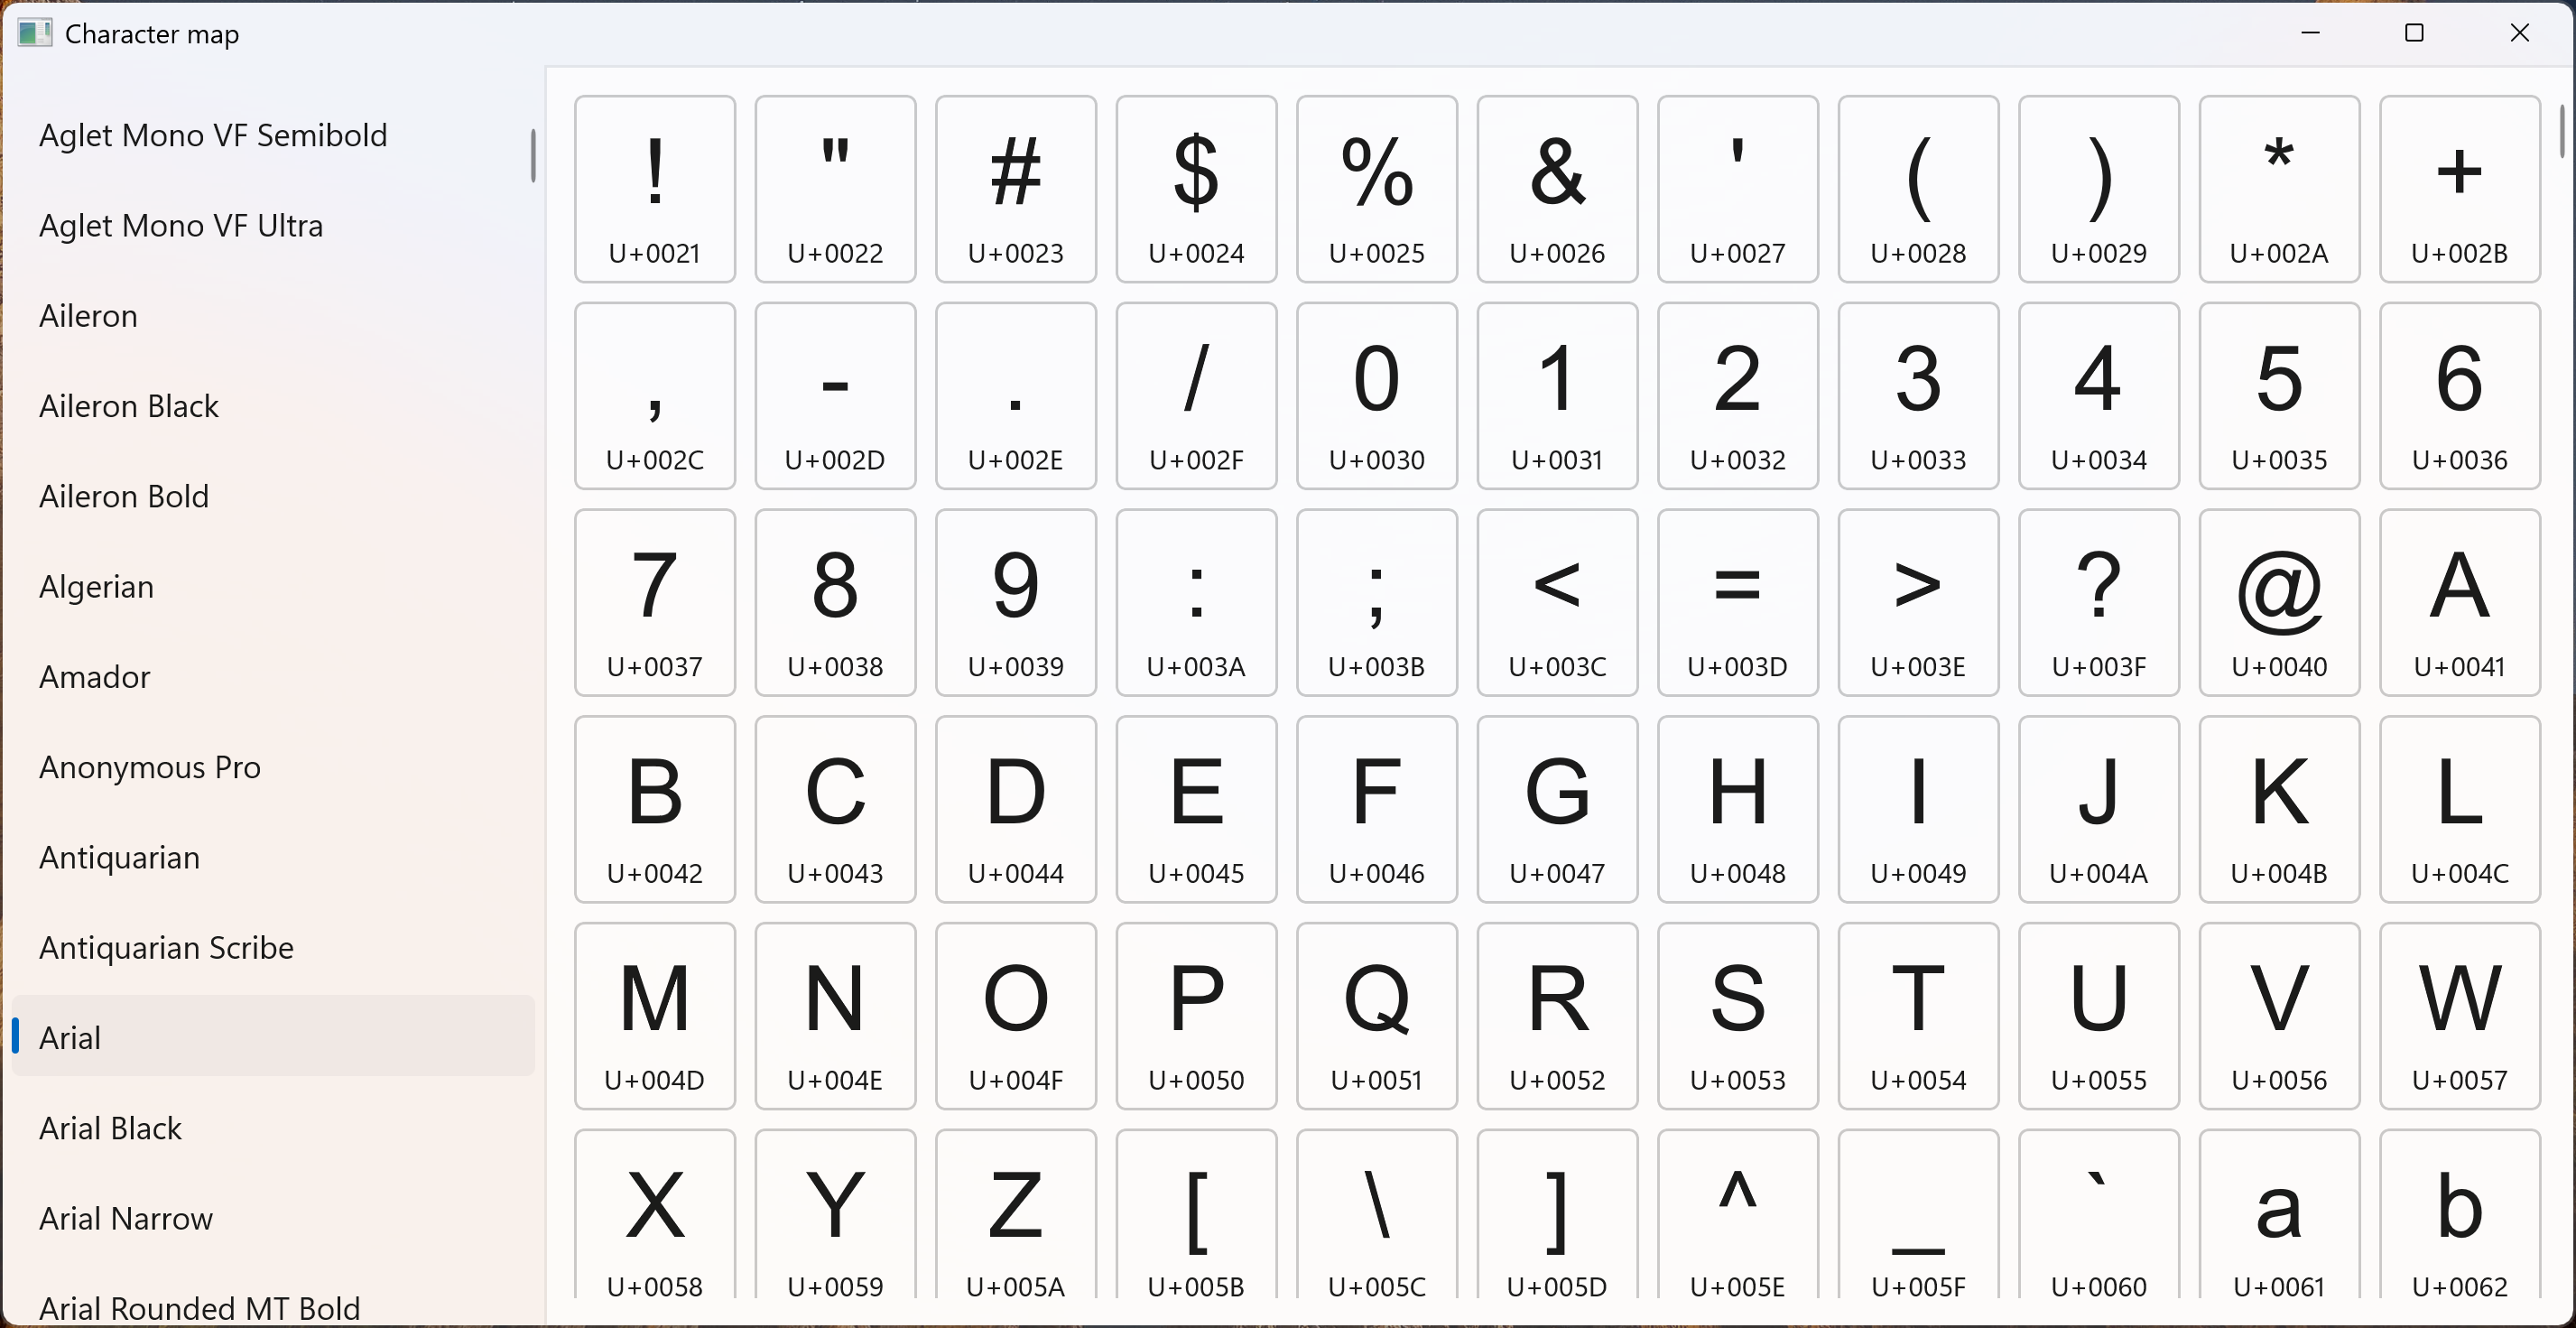 Character map
Aglet Mono VF Semibold
Aglet Mono VF Ultra
Aileron
Aileron Black
Aileron Bold
Algerian
Amador
Anonymous Pro
Antiquarian
Antiquarian Scribe
Arial
Arial Black
Arial Narrow
Arial Rounded MT Bold
! " # $ % & ' ( ) * +
U+0021 U+0022 U+0023 U+0024 U+0025 U+0026 U+0027 U+0028 U+0029 U+002A U+002B
, - . / 0 1 2 3 4 5 6
U+002C U+002D U+002E U+002F U+0030 U+0031 U+0032 U+0033 U+0034 U+0035 U+0036
7 8 9 : ; < = > ? @ A
U+0037 U+0038 U+0039 U+003A U+003B U+003C U+003D U+003E U+003F U+0040 U+0041
B C D E F G H I J K L
U+0042 U+0043 U+0044 U+0045 U+0046 U+0047 U+0048 U+0049 U+004A U+004B U+004C
M N O P Q R S T U V W
U+004D U+004E U+004F U+0050 U+0051 U+0052 U+0053 U+0054 U+0055 U+0056 U+0057
X Y Z [ \ ] ^ _ ` a b
U+0058 U+0059 U+005A U+005B U+005C U+005D U+005E U+005F U+0060 U+0061 U+0062